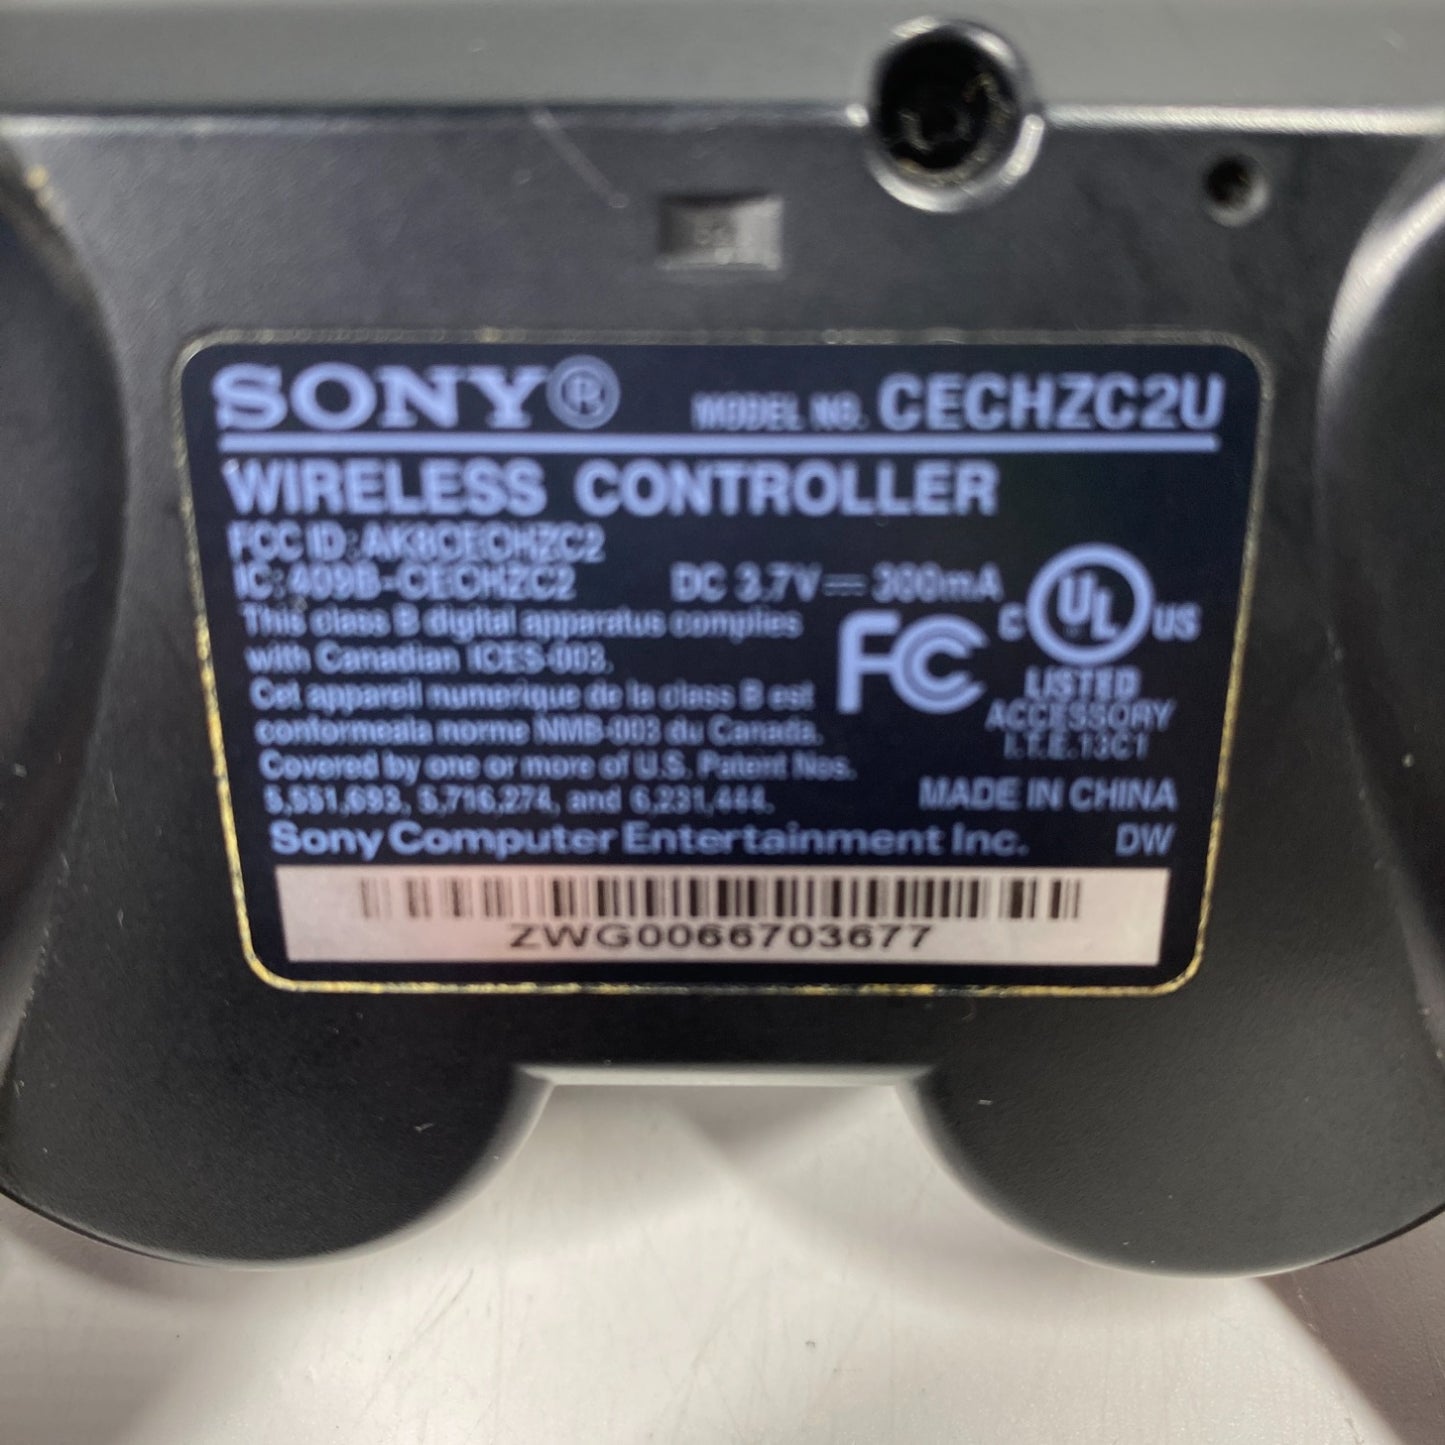 SONY® MODEL NO. CECHZC2U
WIRELESS CONTROLLER
FCC ID: AK8CECHZC2
IC: 409B-CECHZC2 DC 3.7V⎓300mA
This class B digital apparatus complies
with Canadian ICES-003.
Cet appareil numerique de la classe B est
conformeala norme NMB-003 du Canada.
Covered by one or more of U.S. Patent Nos.
5,551,693, 5,716,274, and 6,231,444.
FC
C UL US
LISTED
ACCESSORY
I.T.E.13C1
MADE IN CHINA
Sony Computer Entertainment Inc. DW
ZWG0066703677